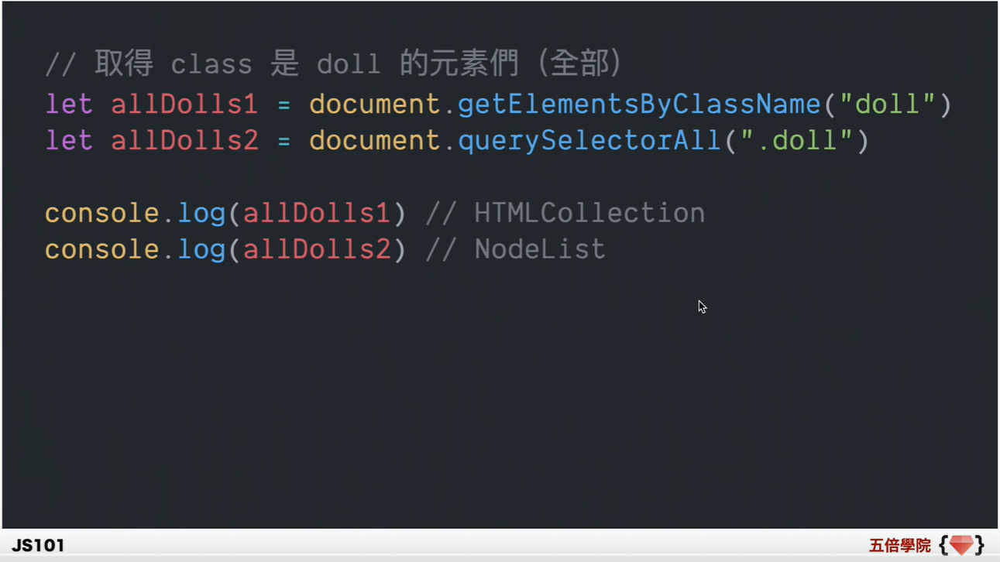 // 取得 class 是 doll 的元素們（全部）
let allDolls1 = document.getElementsByClassName("doll")
let allDolls2 = document.querySelectorAll(".doll")
console.log(allDolls1) // HTMLCollection
console.log(allDolls2) // NodeList
JS101
五倍學院 { }